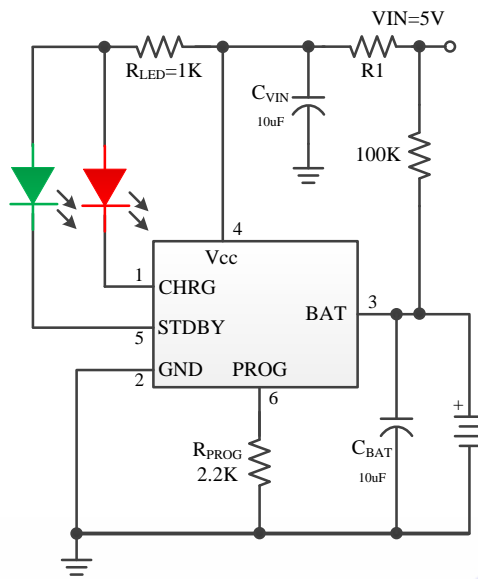 VIN=5V
RLED=1K
R1
CVIN
10uF
100K
4
Vcc
1
CHRG
3
BAT
STDBY
5
GND
2
PROG
6
RPROG
2.2K
CBAT
10uF
+